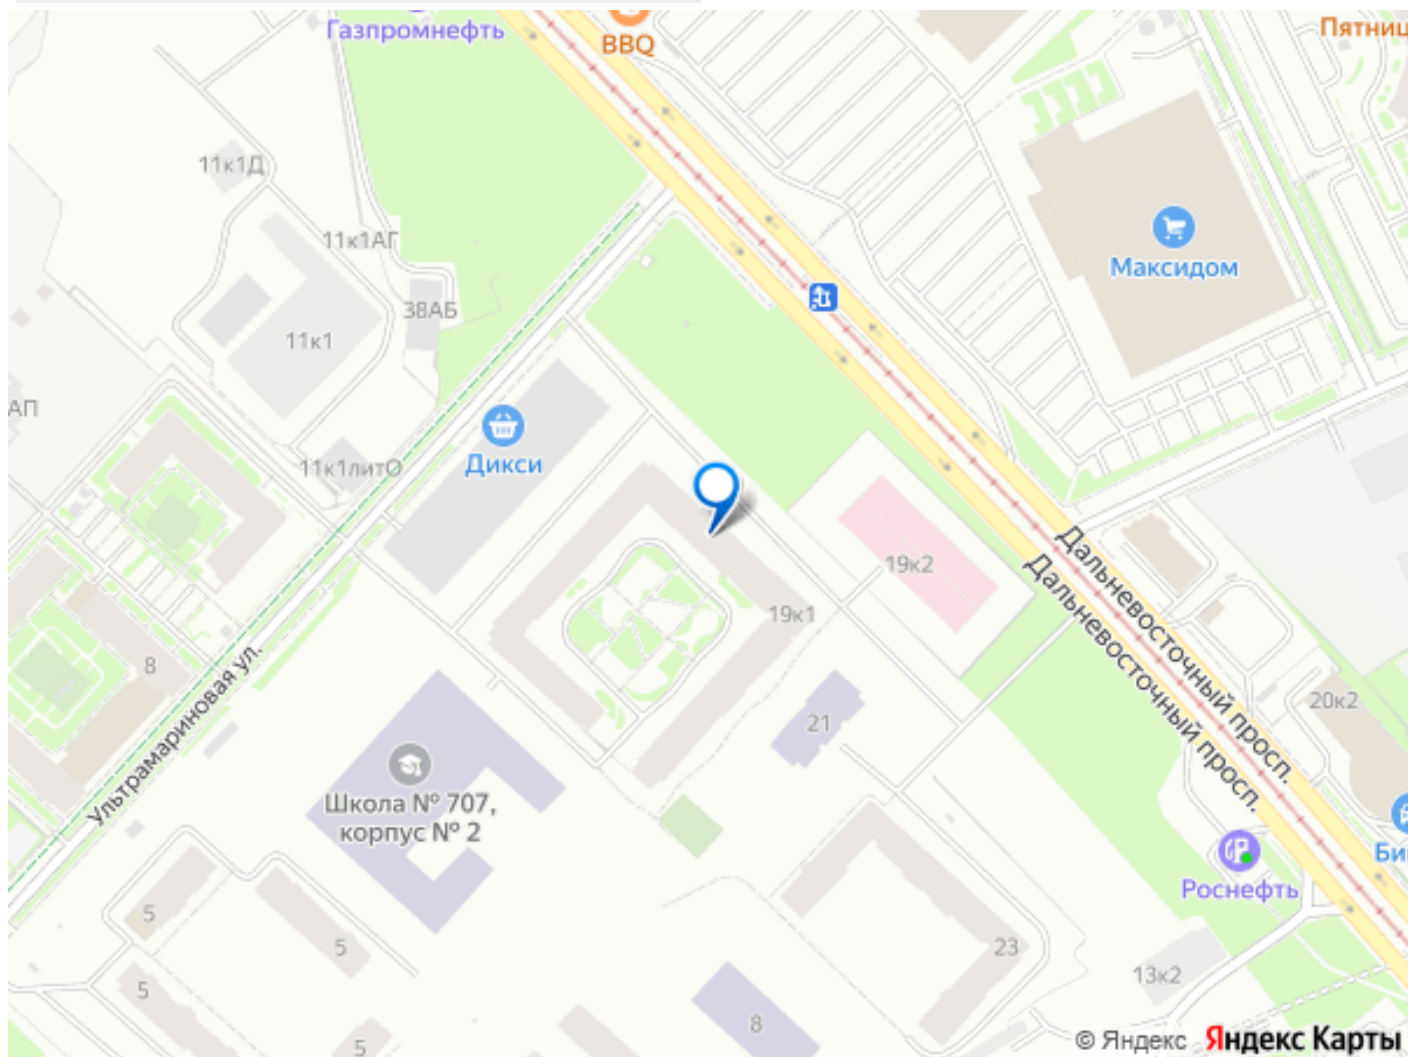 Газпромнефть
BBQ
Пятниц
11к1Д
11к1АГ
Максидом
38АБ
11к1
АП
Дикси
11к1литО
19к2
Дальневосточный просп.
Дальневосточный просп.
19к1
8
Ультрамариновая ул.
20к2
21
Школа № 707,
корпус № 2
Би
Роснефть
5
5
23
13к2
5
8
5
© Яндекс Яндекс Карты